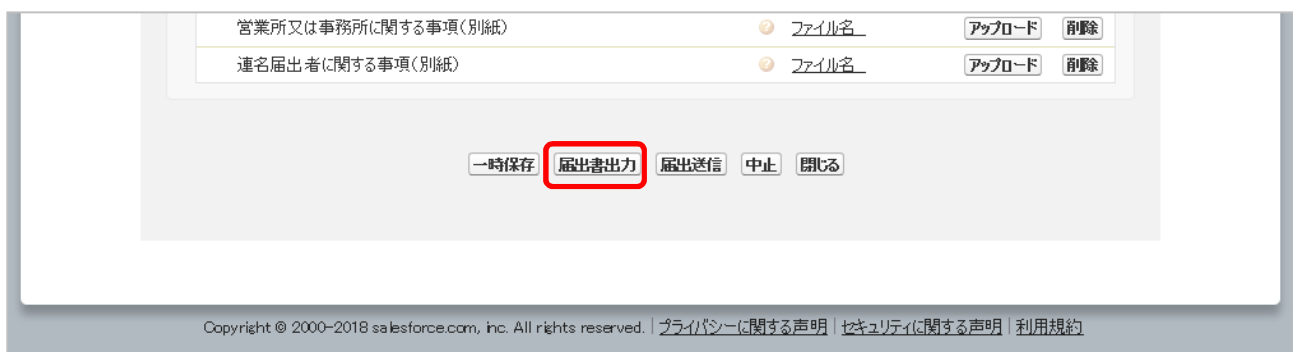 営業所又は事務所に関する事項(別紙) ? ファイル名 アップロード 削除
連名届出者に関する事項(別紙) ? ファイル名 アップロード 削除
一時保存 届出書出力 届出送信 中止 閉じる
Copyright © 2000-2018 salesforce.com, inc. All rights reserved. | プライバシーに関する声明 | セキュリティに関する声明 | 利用規約